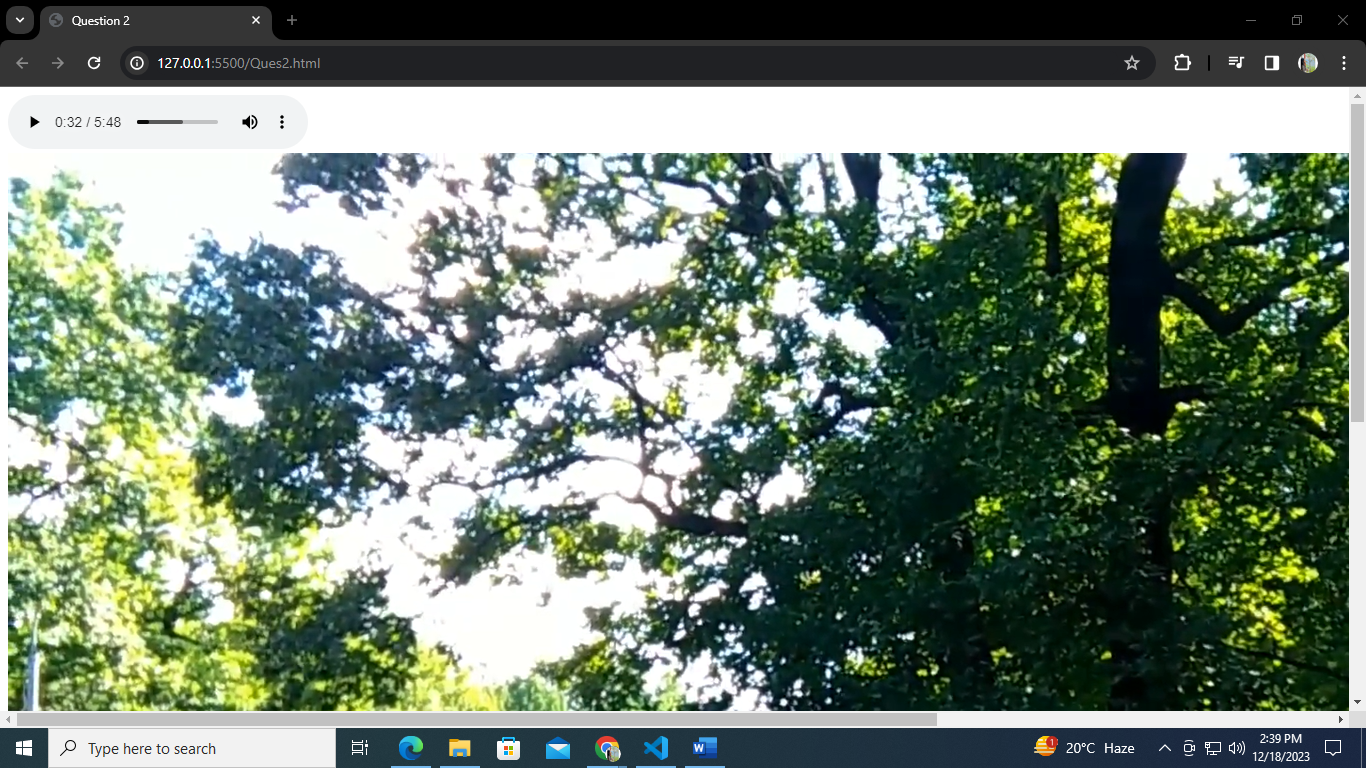 Question 2
127.0.0.1:5500/Ques2.html
0:32 / 5:48
Type here to search
1
20°C Haze
2:39 PM
12/18/2023
W